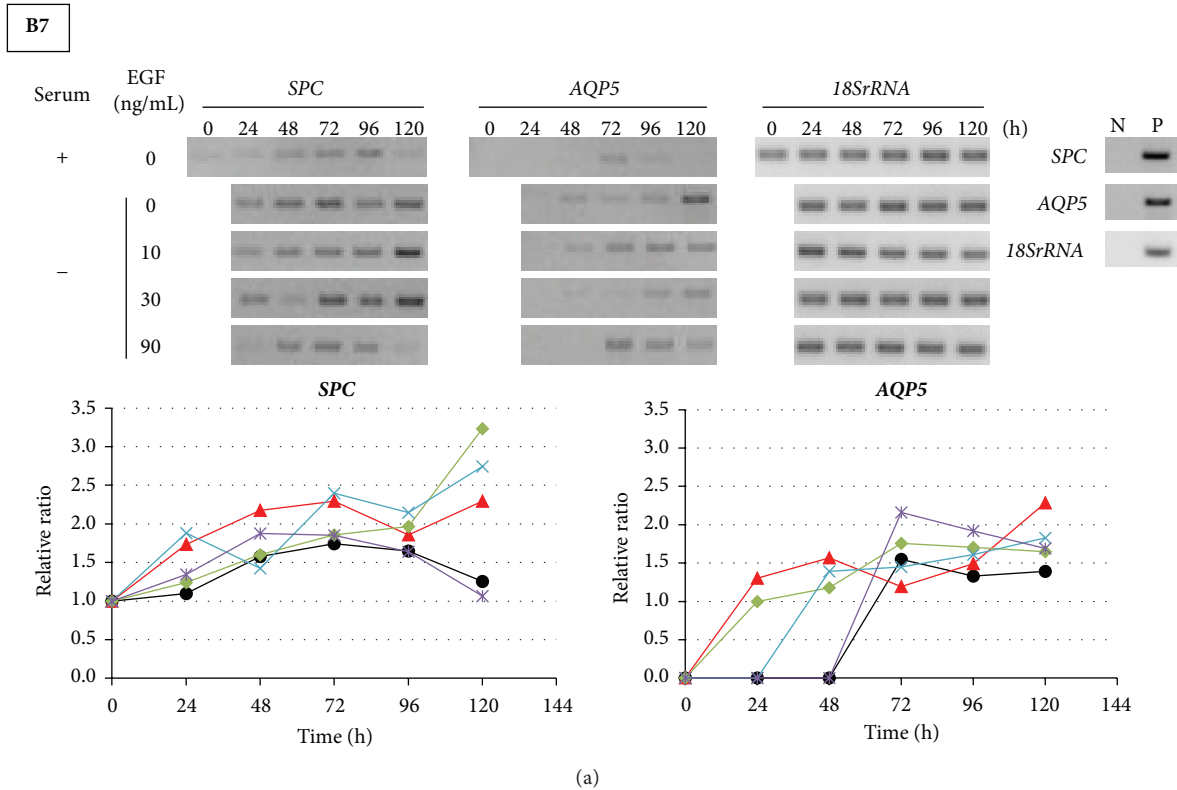 B7
Serum EGF (ng/mL) SPC AQP5 18SrRNA
0 24 48 72 96 120 0 24 48 72 96 120 0 24 48 72 96 120 (h) N P
+ 0 SPC
0 AQP5
− 10 18SrRNA
30
90
SPC
3.5
3.0
2.5
2.0
1.5
1.0
0.5
0.0
Relative ratio
0 24 48 72 96 120 144
Time (h)
AQP5
3.5
3.0
2.5
2.0
1.5
1.0
0.5
0.0
Relative ratio
0 24 48 72 96 120 144
Time (h)
(a)